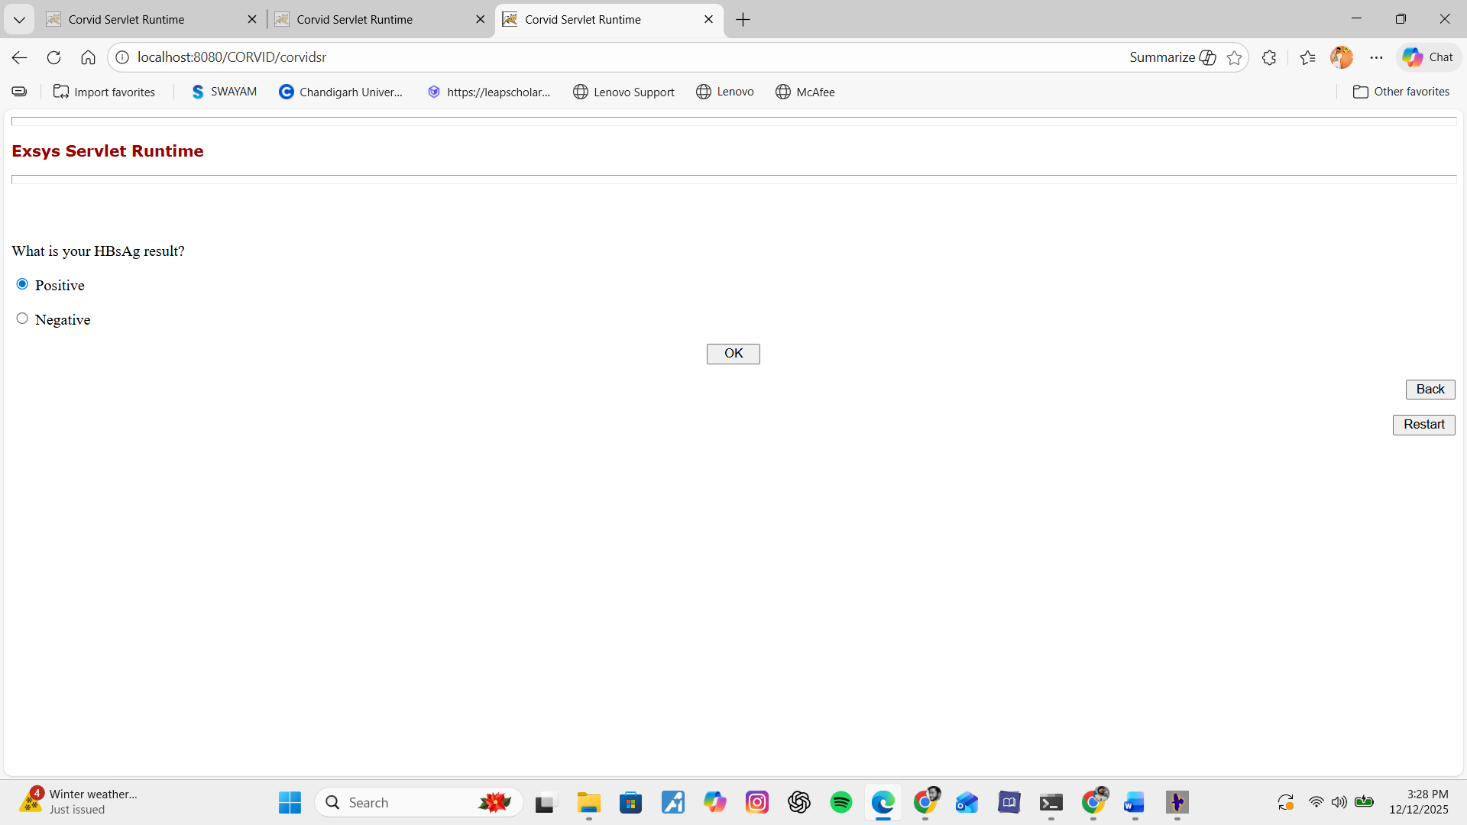 Corvid Servlet Runtime
Corvid Servlet Runtime
Corvid Servlet Runtime
localhost:8080/CORVID/corvidsr
Summarize
Chat
Import favorites
SWAYAM
Chandigarh Univer...
https://leapscholar...
Lenovo Support
Lenovo
McAfee
Other favorites
Exsys Servlet Runtime
What is your HBsAg result?
Positive
Negative
OK
Back
Restart
4
Winter weather...
Just issued
Search
3:28 PM
12/12/2025